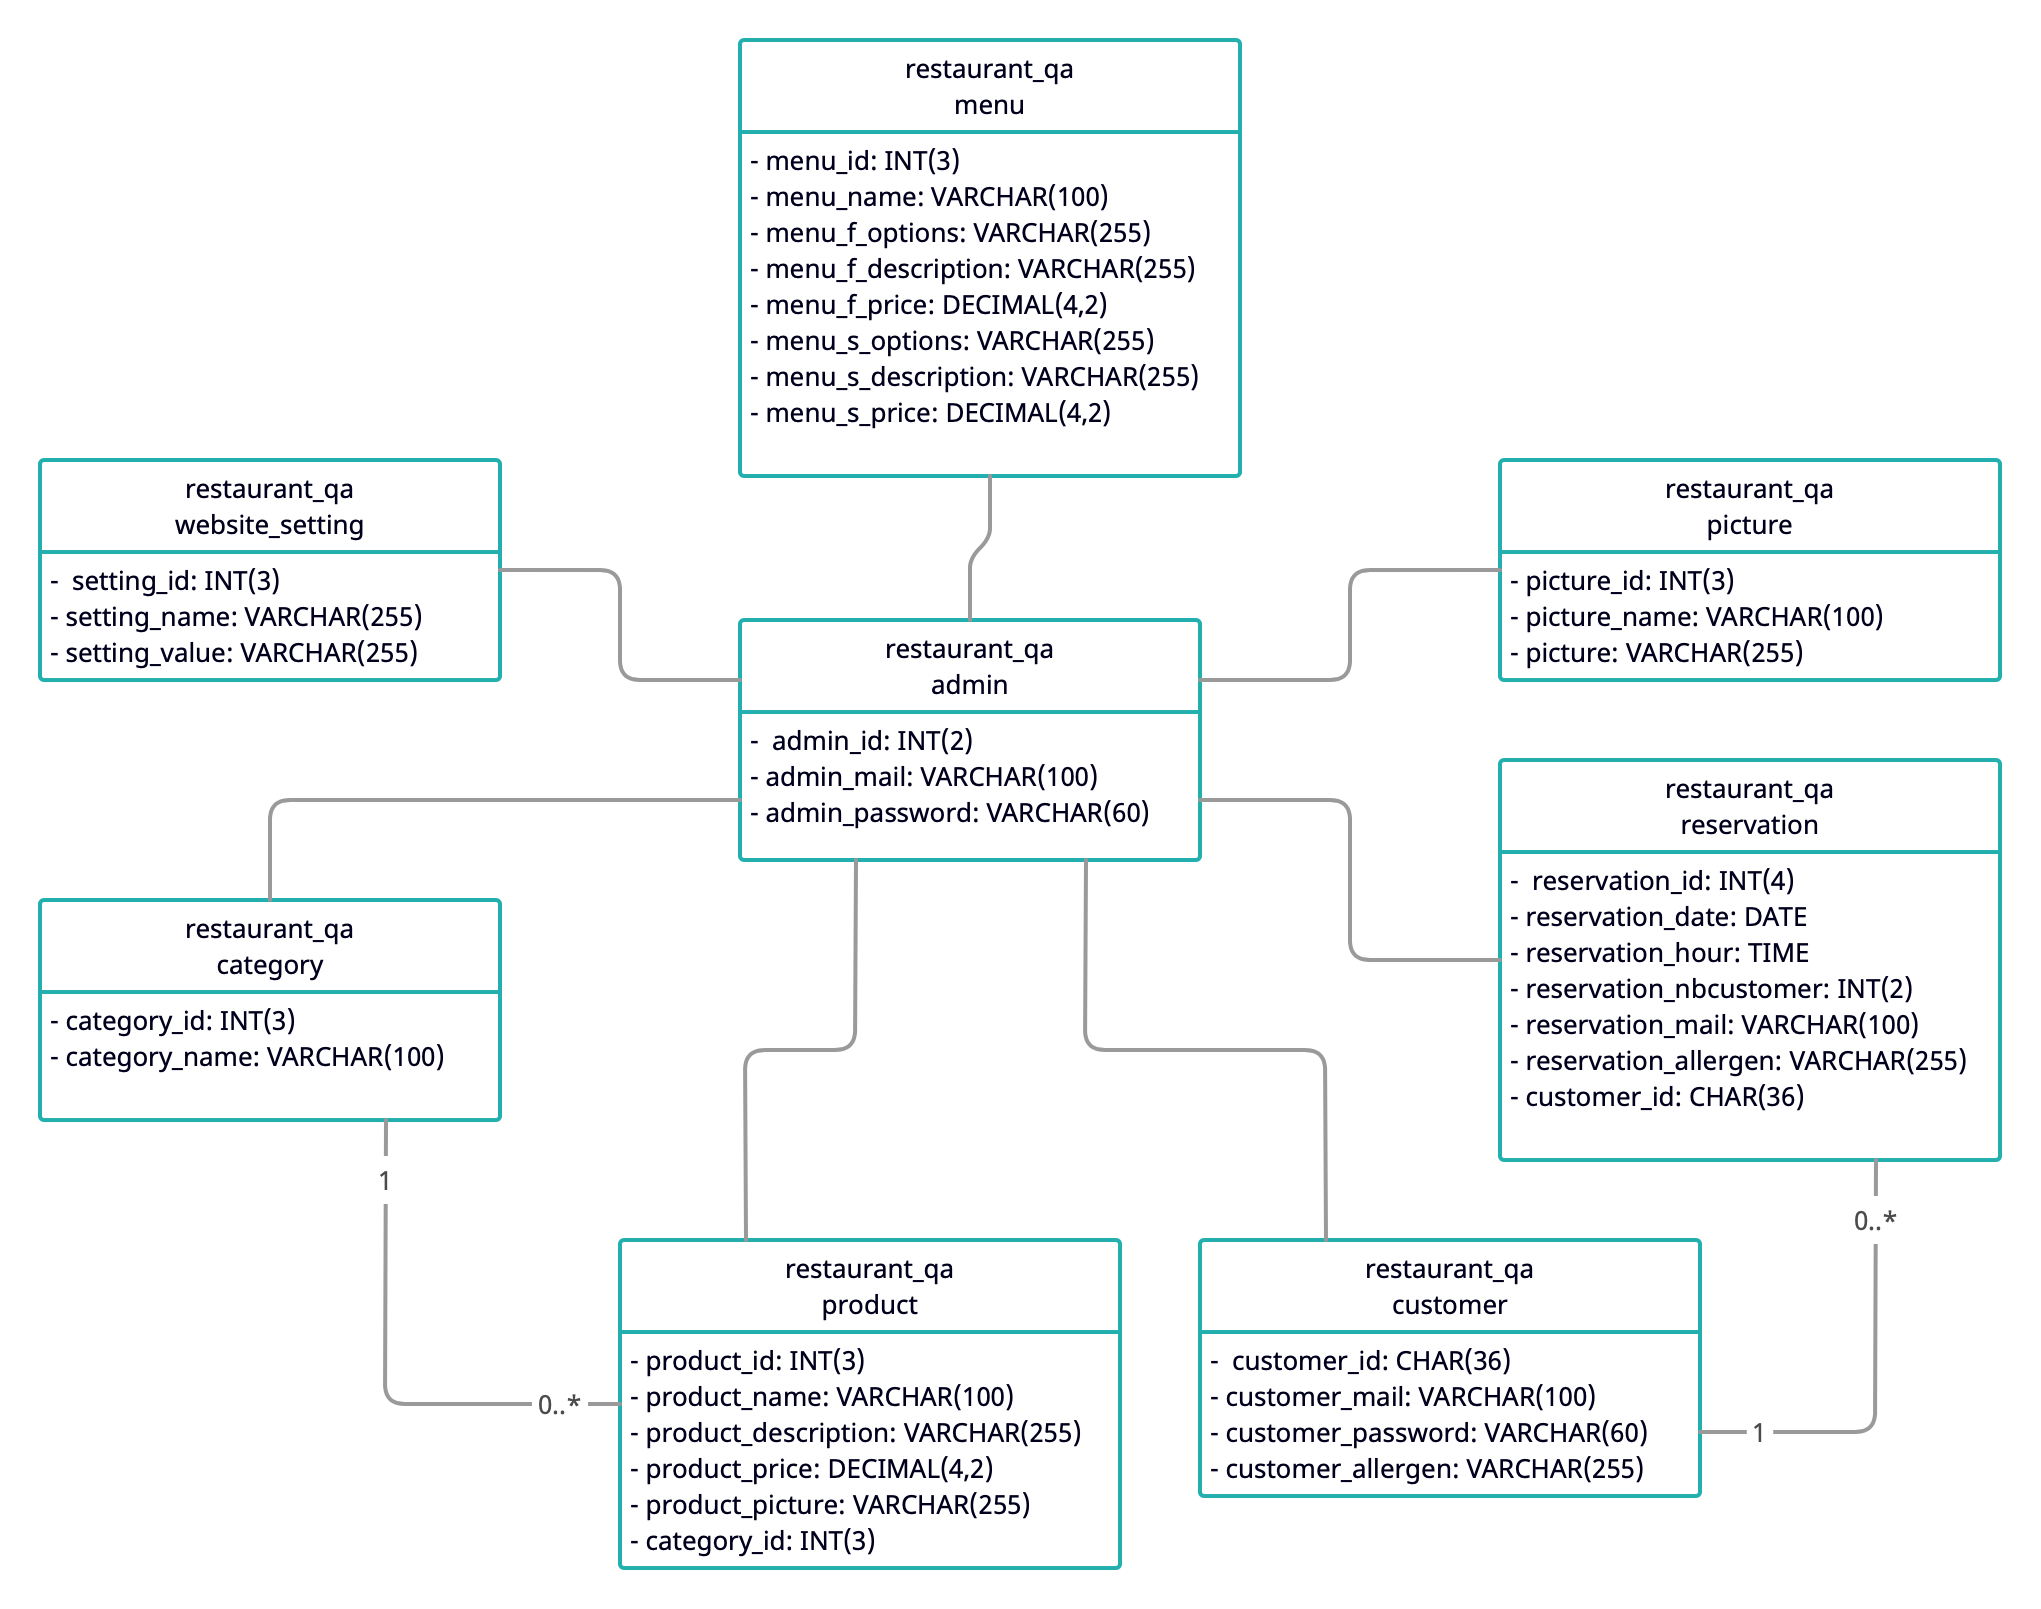 restaurant_qa
menu
- menu_id: INT(3)
- menu_name: VARCHAR(100)
- menu_f_options: VARCHAR(255)
- menu_f_description: VARCHAR(255)
- menu_f_price: DECIMAL(4,2)
- menu_s_options: VARCHAR(255)
- menu_s_description: VARCHAR(255)
- menu_s_price: DECIMAL(4,2)
restaurant_qa
website_setting
- setting_id: INT(3)
- setting_name: VARCHAR(255)
- setting_value: VARCHAR(255)
restaurant_qa
picture
- picture_id: INT(3)
- picture_name: VARCHAR(100)
- picture: VARCHAR(255)
restaurant_qa
admin
- admin_id: INT(2)
- admin_mail: VARCHAR(100)
- admin_password: VARCHAR(60)
restaurant_qa
reservation
- reservation_id: INT(4)
- reservation_date: DATE
- reservation_hour: TIME
- reservation_nbcustomer: INT(2)
- reservation_mail: VARCHAR(100)
- reservation_allergen: VARCHAR(255)
- customer_id: CHAR(36)
restaurant_qa
category
- category_id: INT(3)
- category_name: VARCHAR(100)
1
0..*
0..*
1
restaurant_qa
product
- product_id: INT(3)
- product_name: VARCHAR(100)
- product_description: VARCHAR(255)
- product_price: DECIMAL(4,2)
- product_picture: VARCHAR(255)
- category_id: INT(3)
restaurant_qa
customer
- customer_id: CHAR(36)
- customer_mail: VARCHAR(100)
- customer_password: VARCHAR(60)
- customer_allergen: VARCHAR(255)